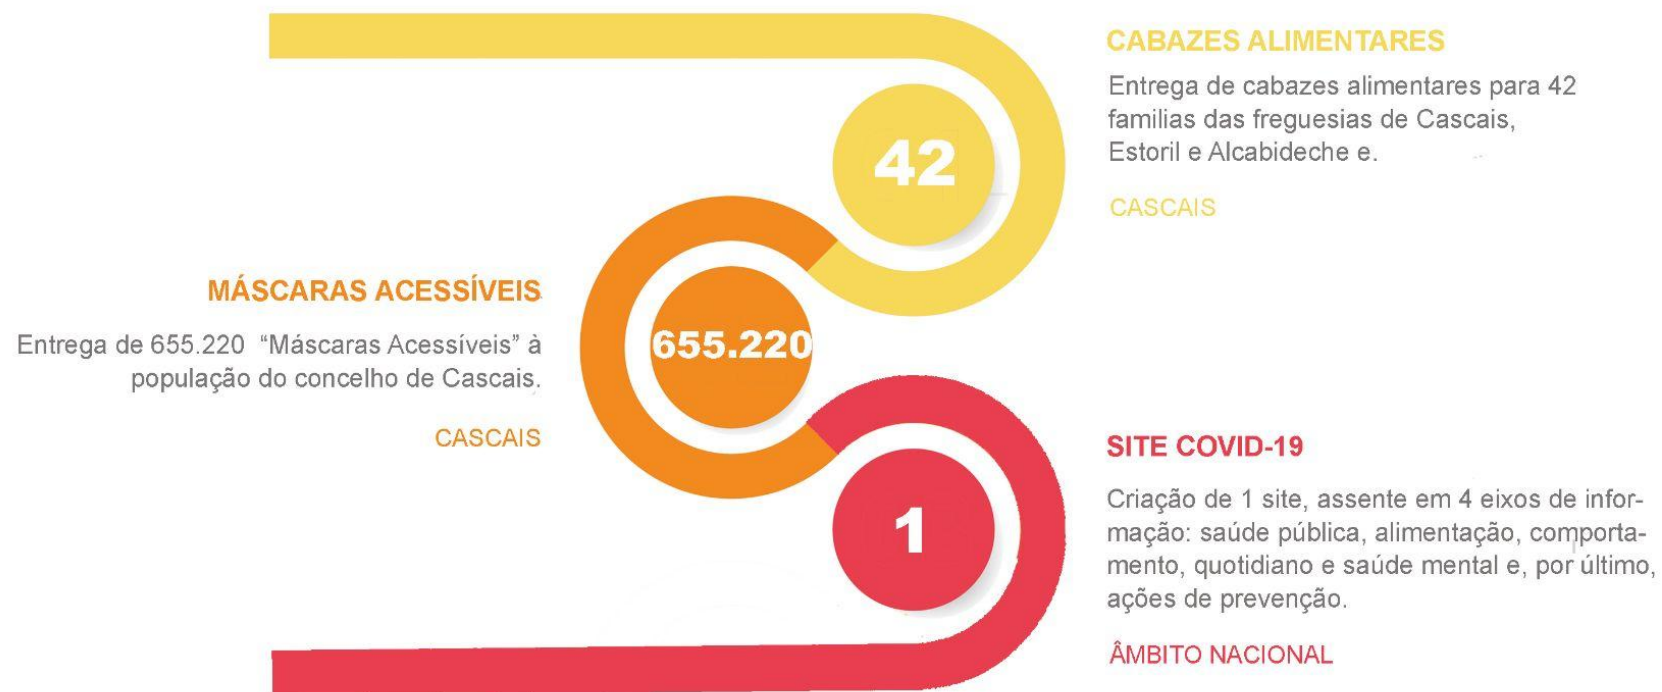 CABAZES ALIMENTARES
Entrega de cabazes alimentares para 42
familias das freguesias de Cascais,
Estoril e Alcabideche e.
CASCAIS
42
MÁSCARAS ACESSÍVEIS
Entrega de 655.220 “Máscaras Acessíveis” à
população do concelho de Cascais.
CASCAIS
655.220
SITE COVID-19
Criação de 1 site, assente em 4 eixos de infor-
mação: saúde pública, alimentação, comporta-
mento, quotidiano e saúde mental e, por último,
ações de prevenção.
ÂMBITO NACIONAL
1